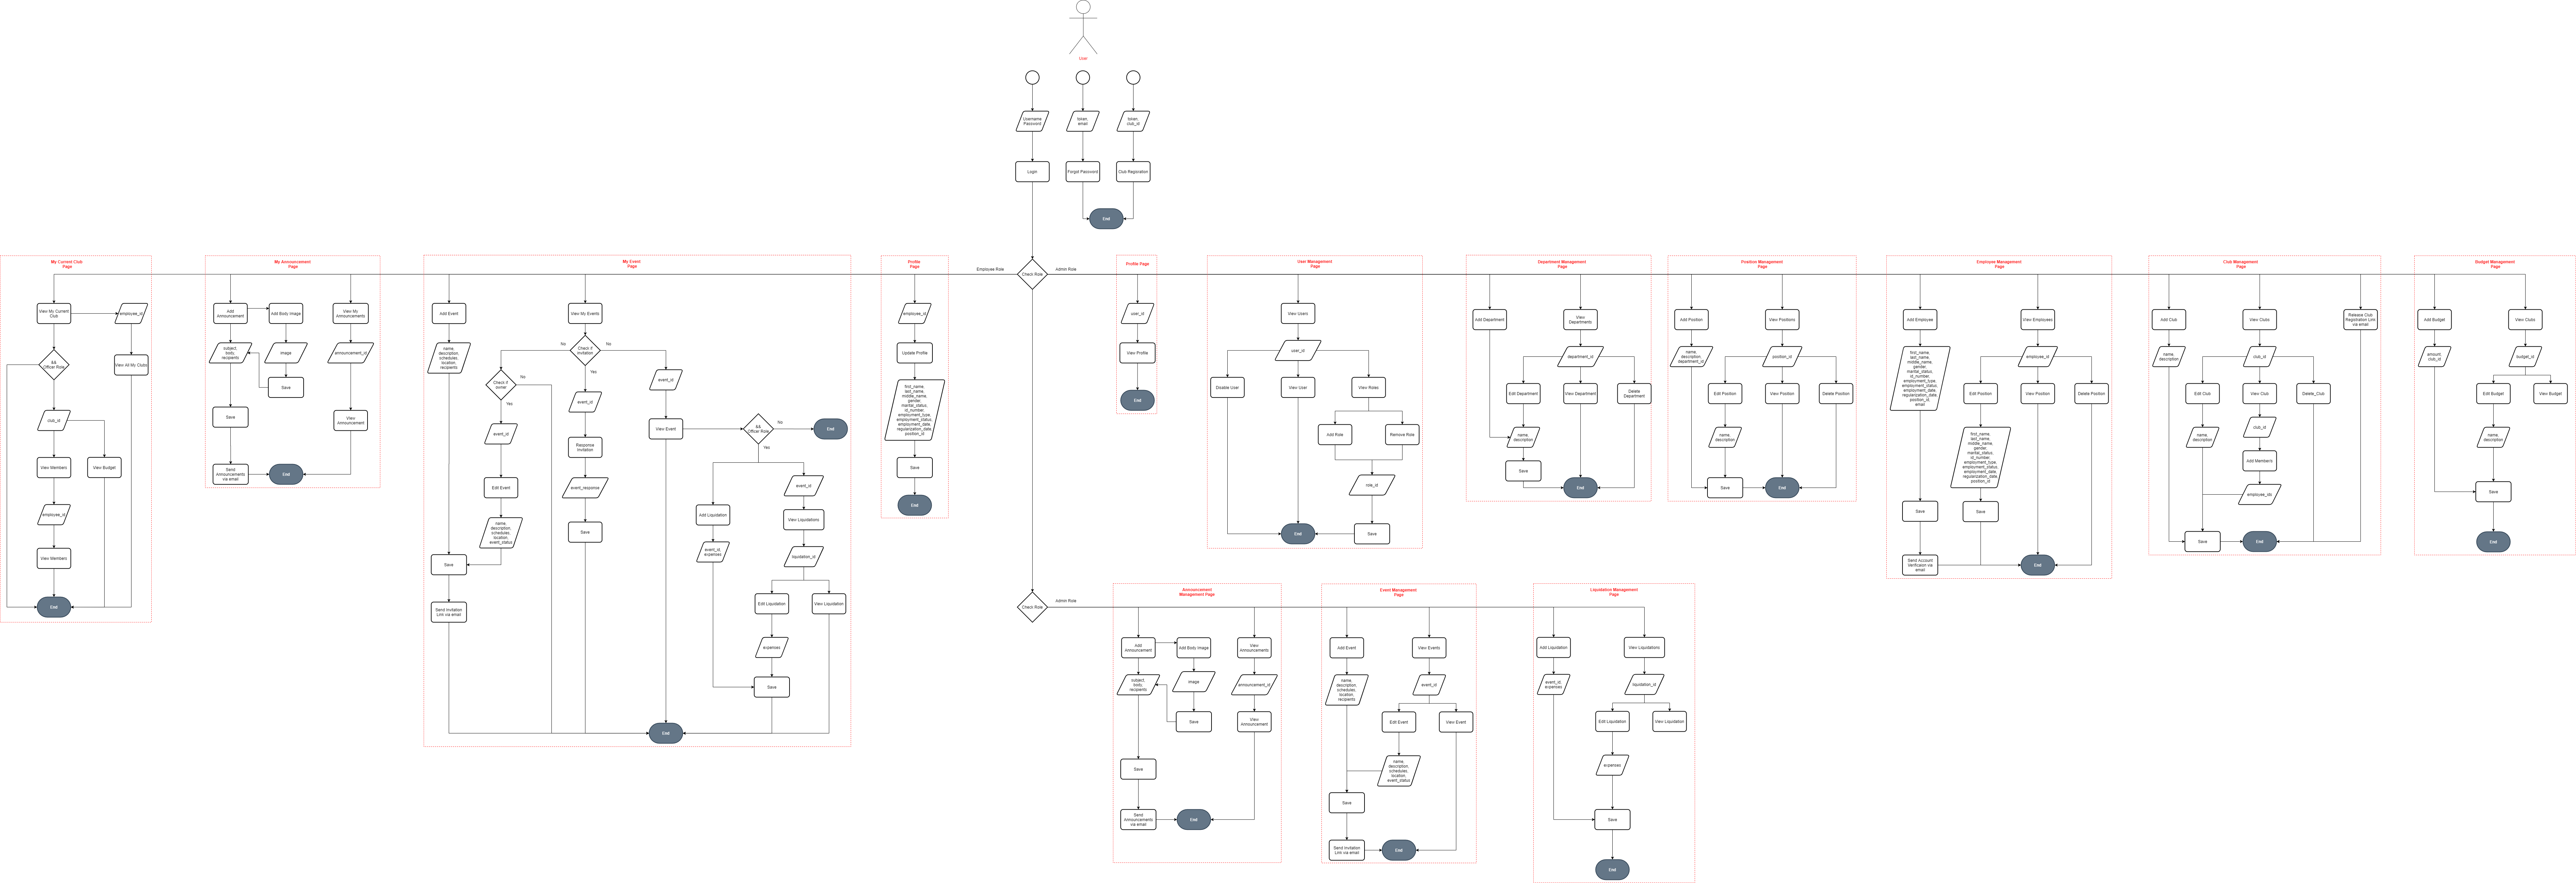 User
Username
Password
token,
email
token,
club_id
Login
Forgot Password
Club Registration
End
Employee Role
Check Role
Admin Role
My Current Club
Page
View My Current
Club
employee_id
&&
Officer Role
View All My Clubs
club_id
View Members
View Budget
employee_id
View Members
End
My Announcement
Page
Add
Announcement
Add Body Image
View My
Announcements
subject,
body,
recipients
image
announcement_id
Save
Save
View
Announcement
Send
Announcements
via email
End
My Event
Page
Add Event
View My Events
name,
description,
schedules,
location,
recipients
No
Check if
invitation
No
Check if
owner
No
Yes
Yes
event_id
event_id
event_id
Response
Invitation
View Event
&&
Officer Role
No
End
Yes
Edit Event
event_response
event_id
name,
description,
schedules,
location,
event_status
Save
Add Liquidation
View Liquidations
event_id,
expenses
liquidation_id
Save
Send Invitation
Link via email
Edit Liquidation
View Liquidation
expenses
Save
End
Profile
Page
employee_id
Update Profile
first_name,
last_name,
middle_name,
gender,
marital_status,
id_number,
employment_type,
employment_status,
employment_date,
regularization_date,
position_id
Save
End
Profile Page
user_id
View Profile
End
User Management
Page
View Users
user_id
Disable User
View User
View Roles
Add Role
Remove Role
role_id
End
Save
Department Management
Page
Add Department
View
Departments
department_id
Edit Department
View Department
Delete
Department
name,
description
Save
End
Position Management
Page
Add Position
View Positions
name,
description,
department_id
position_id
Edit Position
View Position
Delete Position
name,
description
Save
End
Employee Management
Page
Add Employee
View Employees
first_name,
last_name,
middle_name,
gender,
marital_status,
id_number,
employment_type,
employment_status,
employment_date,
regularization_date,
position_id,
email
employee_id
Edit Position
View Position
Delete Position
first_name,
last_name,
middle_name,
gender,
marital_status,
id_number,
employment_type,
employment_status,
employment_date,
regularization_date,
position_id
Save
Save
Send Account
Verification via
email
End
Club Management
Page
Add Club
View Clubs
Release Club
Registration Link
via email
name,
description
club_id
Edit Club
View Club
Delete_Club
name,
description
club_id
Add Members
employee_ids
Save
End
Budget Management
Page
Add Budget
View Clubs
amount
club_id
budget_id
Edit Budget
View Budget
name,
description
Save
End
Check Role
Admin Role
Announcement
Management Page
Add
Announcement
Add Body Image
View
Announcements
subject,
body,
recipients
image
announcement_id
Save
View
Announcement
Save
Send
Announcements
via email
End
Event Management
Page
Add Event
View Events
name,
description,
schedules,
location,
recipients
event_id
Edit Event
View Event
name,
description,
schedules,
location,
event_status
Save
Send Invitation
Link via email
End
Liquidation Management
Page
Add Liquidation
View Liquidations
event_id,
expenses
liquidation_id
Edit Liquidation
View Liquidation
expenses
Save
End